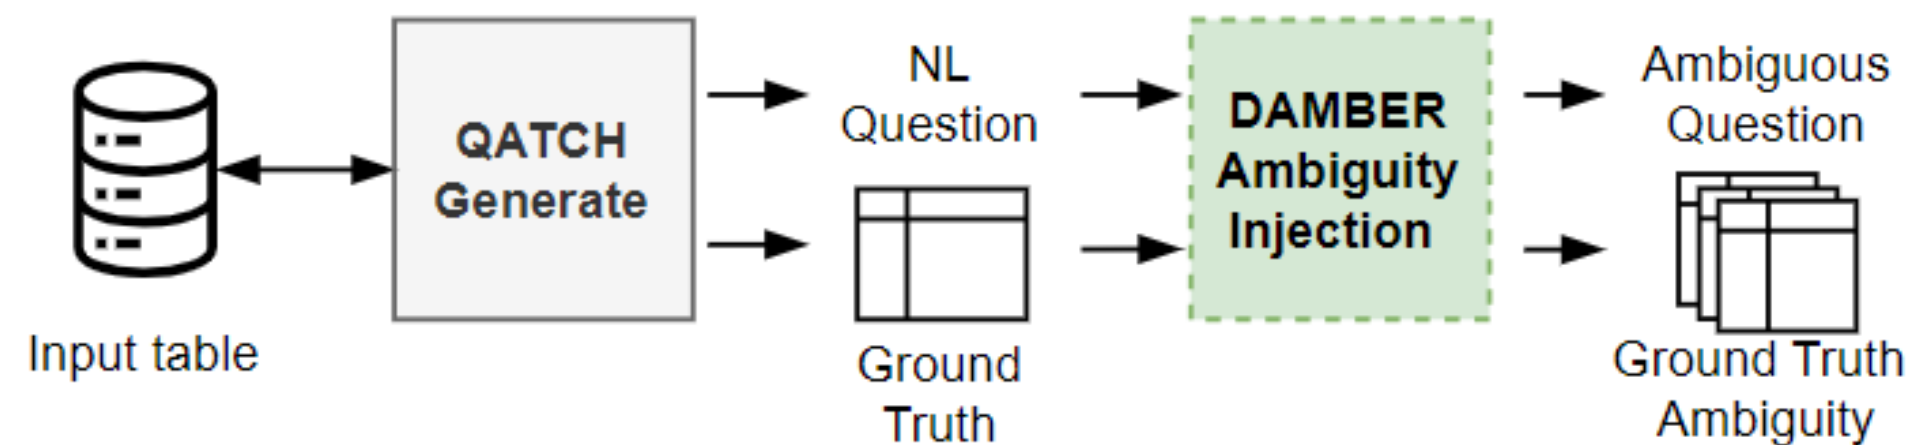 Input table
QATCH
Generate
NL
Question
Ground
Truth
DAMBER
Ambiguity
Injection
Ambiguous
Question
Ground Truth
Ambiguity